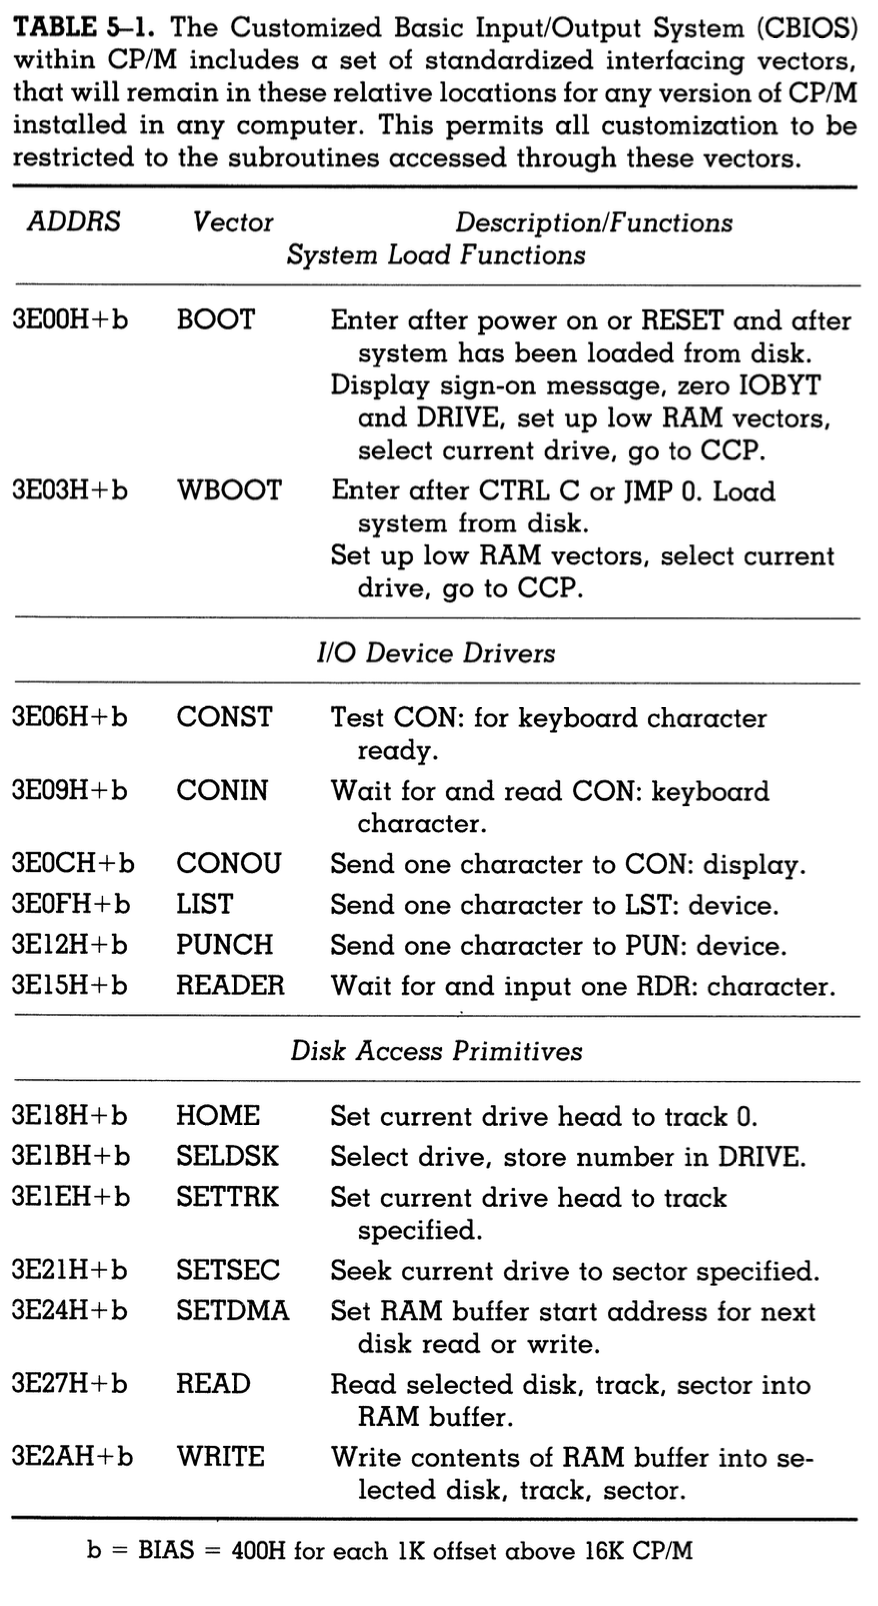 TABLE 5–1. The Customized Basic Input/Output System (CBIOS)
within CP/M includes a set of standardized interfacing vectors,
that will remain in these relative locations for any version of CP/M
installed in any computer. This permits all customization to be
restricted to the subroutines accessed through these vectors.
ADDRS Vector Description/Functions
System Load Functions
3E00H+b BOOT Enter after power on or RESET and after
system has been loaded from disk.
Display sign-on message, zero IOBYT
and DRIVE, set up low RAM vectors,
select current drive, go to CCP.
3E03H+b WBOOT Enter after CTRL C or JMP 0. Load
system from disk.
Set up low RAM vectors, select current
drive, go to CCP.
I/O Device Drivers
3E06H+b CONST Test CON: for keyboard character
ready.
3E09H+b CONIN Wait for and read CON: keyboard
character.
3E0CH+b CONOU Send one character to CON: display.
3E0FH+b LIST Send one character to LST: device.
3E12H+b PUNCH Send one character to PUN: device.
3E15H+b READER Wait for and input one RDR: character.
Disk Access Primitives
3E18H+b HOME Set current drive head to track 0.
3E1BH+b SELDSK Select drive, store number in DRIVE.
3E1EH+b SETTRK Set current drive head to track
specified.
3E21H+b SETSEC Seek current drive to sector specified.
3E24H+b SETDMA Set RAM buffer start address for next
disk read or write.
3E27H+b READ Read selected disk, track, sector into
RAM buffer.
3E2AH+b WRITE Write contents of RAM buffer into se-
lected disk, track, sector.
b = BIAS = 400H for each 1K offset above 16K CP/M